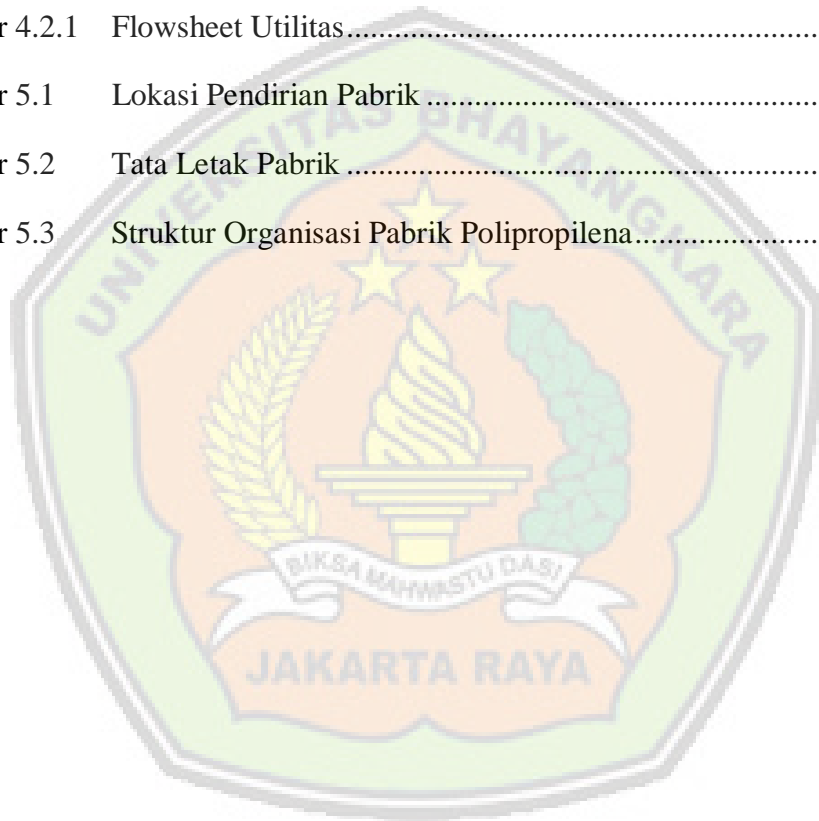 r 4.2.1 Flowsheet Utilitas......................................................................
r 5.1 Lokasi Pendirian Pabrik ..........................................................
r 5.2 Tata Letak Pabrik ......................................................................
r 5.3 Struktur Organisasi Pabrik Polipropilena.......................
UNIVERSITAS BHAYANGKARA
BIKSA MAHWASTU DASI
JAKARTA RAYA